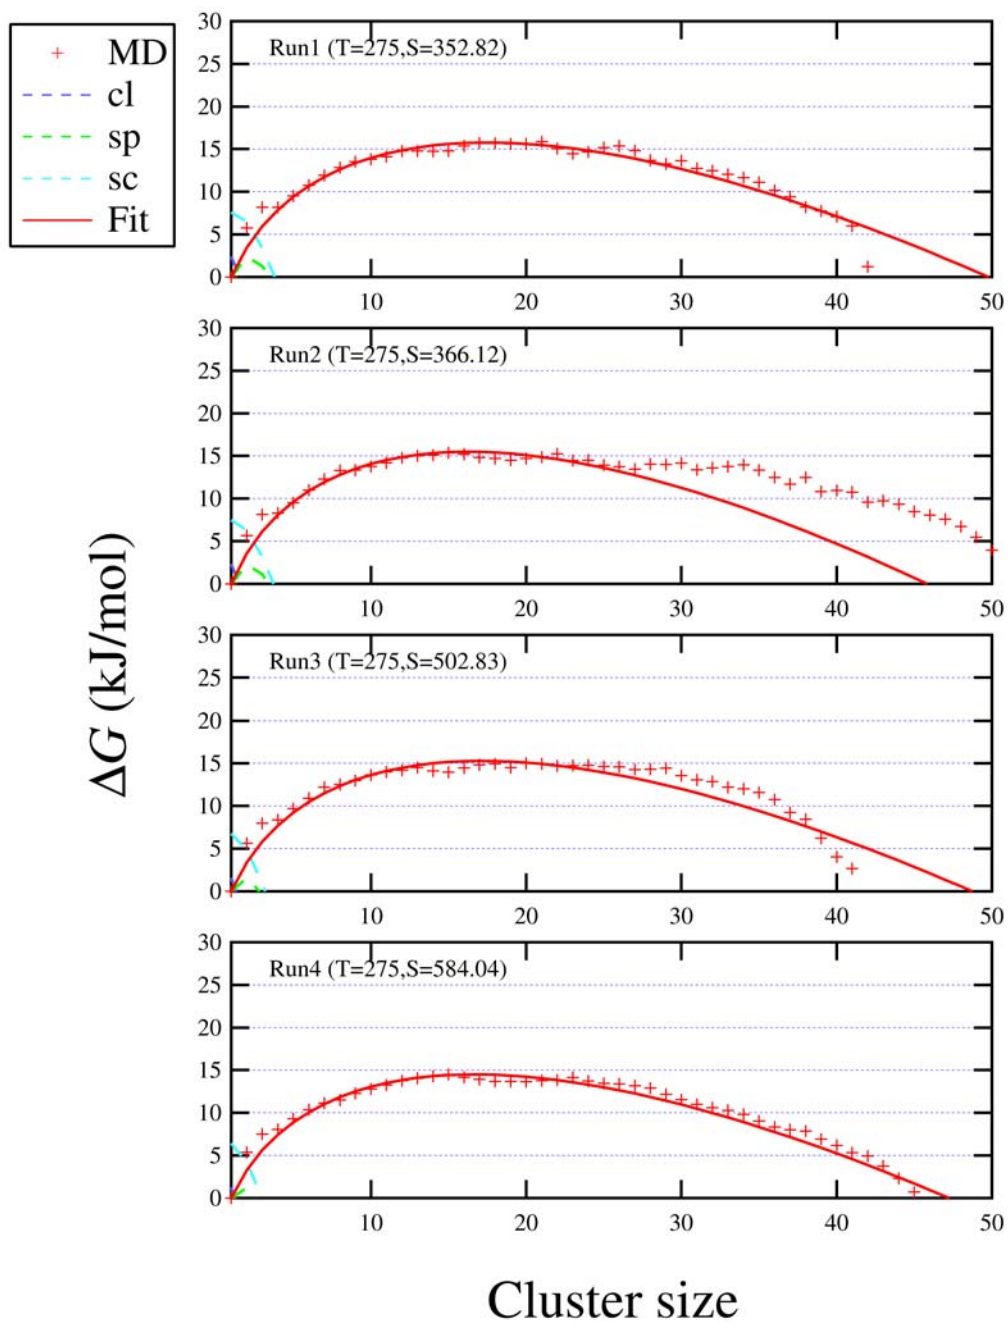 MD
cl
sp
sc
Fit
Run1 (T=275,S=352.82)
30
25
20
15
10
5
0
10 20 30 40 50
Run2 (T=275,S=366.12)
30
25
20
15
10
5
0
10 20 30 40 50
Run3 (T=275,S=502.83)
30
25
20
15
10
5
0
10 20 30 40 50
Run4 (T=275,S=584.04)
30
25
20
15
10
5
0
10 20 30 40 50
ΔG (kJ/mol)
Cluster size